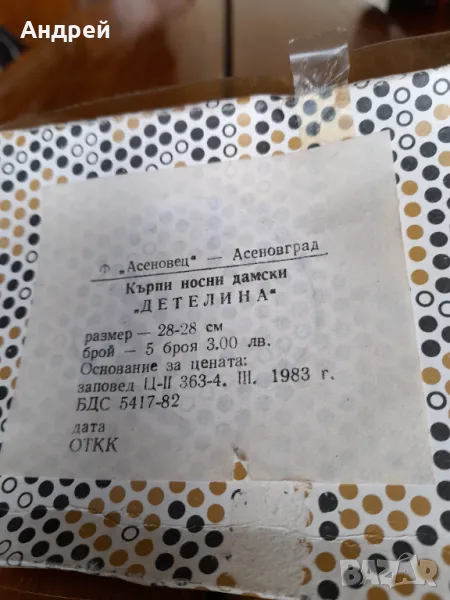 Андрей
Ф. „Асеновец“ — Асеновград
Кърпи носни дамски
„ДЕТЕЛИНА“
размер — 28-28 см
брой — 5 броя 3.00 лв.
Основание за цената:
заповед Ц-II 363-4. III. 1983 г.
БДС 5417-82
дата
ОТКК
BAZAR